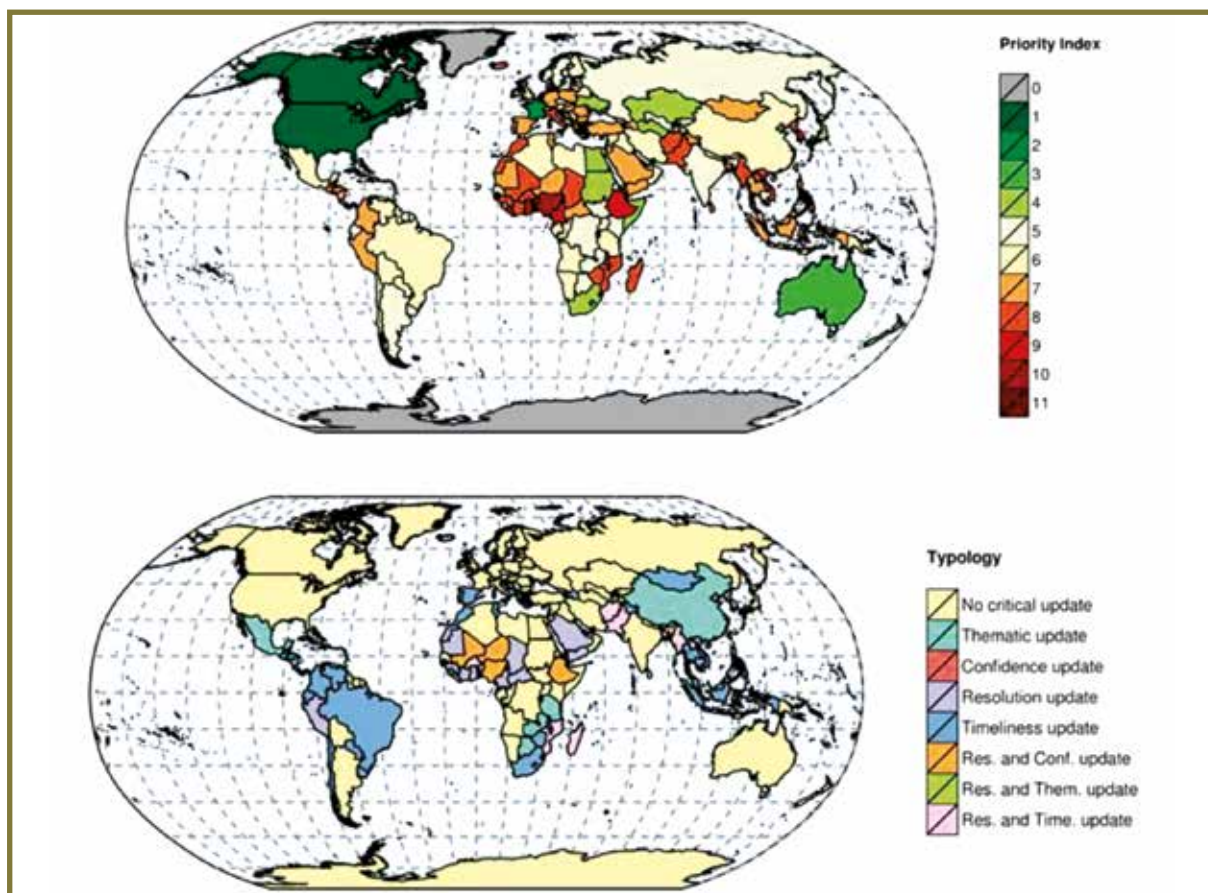 Priority Index
0
1
2
3
4
5
6
7
8
9
10
11
Typology
No critical update
Thematic update
Confidence update
Resolution update
Timeliness update
Res. and Conf. update
Res. and Them. update
Res. and Time. update